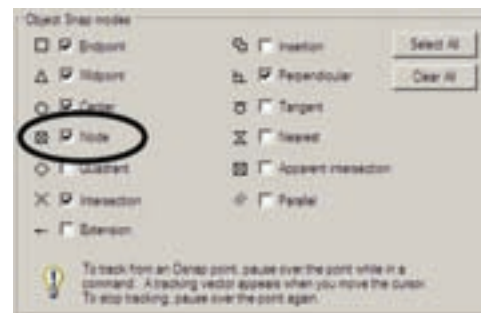 Object Snap modes
Endpoint
Insertion
Select All
Midpoint
Perpendicular
Clear All
Center
Tangent
Node
Nearest
Quadrant
Apparent intersection
Intersection
Parallel
Extension
To track from an Osnap point, pause over the point while in a
command. A tracking vector appears when you move the cursor.
To stop tracking, pause over the point again.